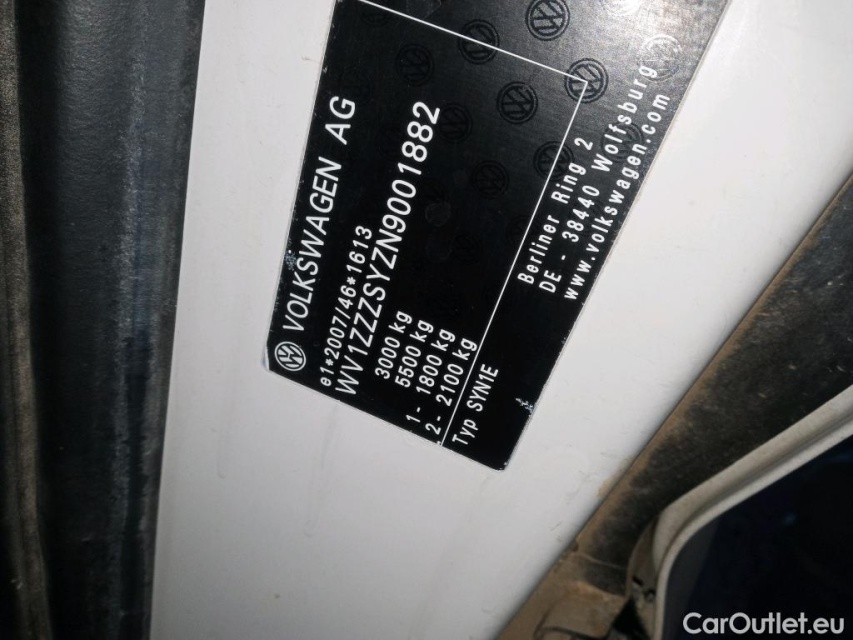 VOLKSWAGEN AG
e1*2007/46*1613
WV1ZZZSYZN9001882
3000 kg
5500 kg
1- 1800 kg
2- 2100 kg
Typ SYN1E
Berliner Ring 2
DE - 38440 Wolfsburg
www.volkswagen.com
CarOutlet.eu